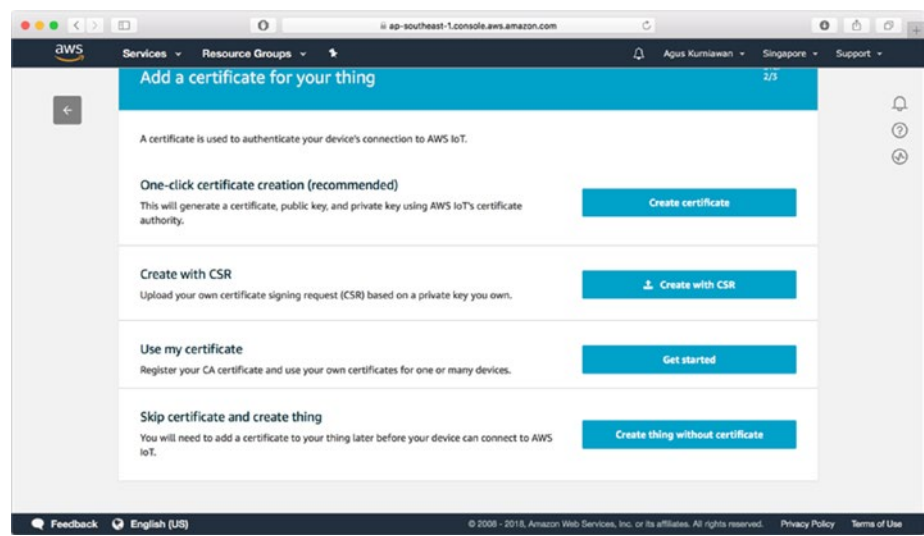 ap-southeast-1.console.aws.amazon.com
aws Services Resource Groups Agus Kurniawan Singapore Support
Add a certificate for your thing
2/3
A certificate is used to authenticate your device's connection to AWS IoT.
One-click certificate creation (recommended)
This will generate a certificate, public key, and private key using AWS IoT's certificate
authority.
Create certificate
Create with CSR
Upload your own certificate signing request (CSR) based on a private key you own.
Create with CSR
Use my certificate
Register your CA certificate and use your own certificates for one or many devices.
Get started
Skip certificate and create thing
You will need to add a certificate to your thing later before your device can connect to AWS
IoT.
Create thing without certificate
Feedback English (US) © 2008 - 2018, Amazon Web Services, Inc. or its affiliates. All rights reserved. Privacy Policy Terms of Use